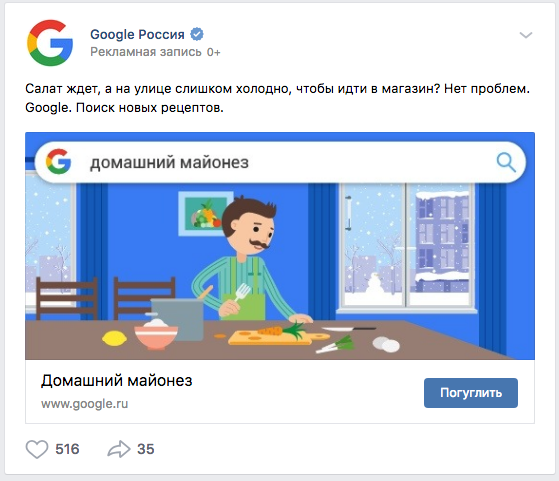 Google Россия
Рекламная запись 0+
Салат ждет, а на улице слишком холодно, чтобы идти в магазин? Нет проблем.
Google. Поиск новых рецептов.
домашний майонез
Домашний майонез
www.google.ru
Погуглить
516
35